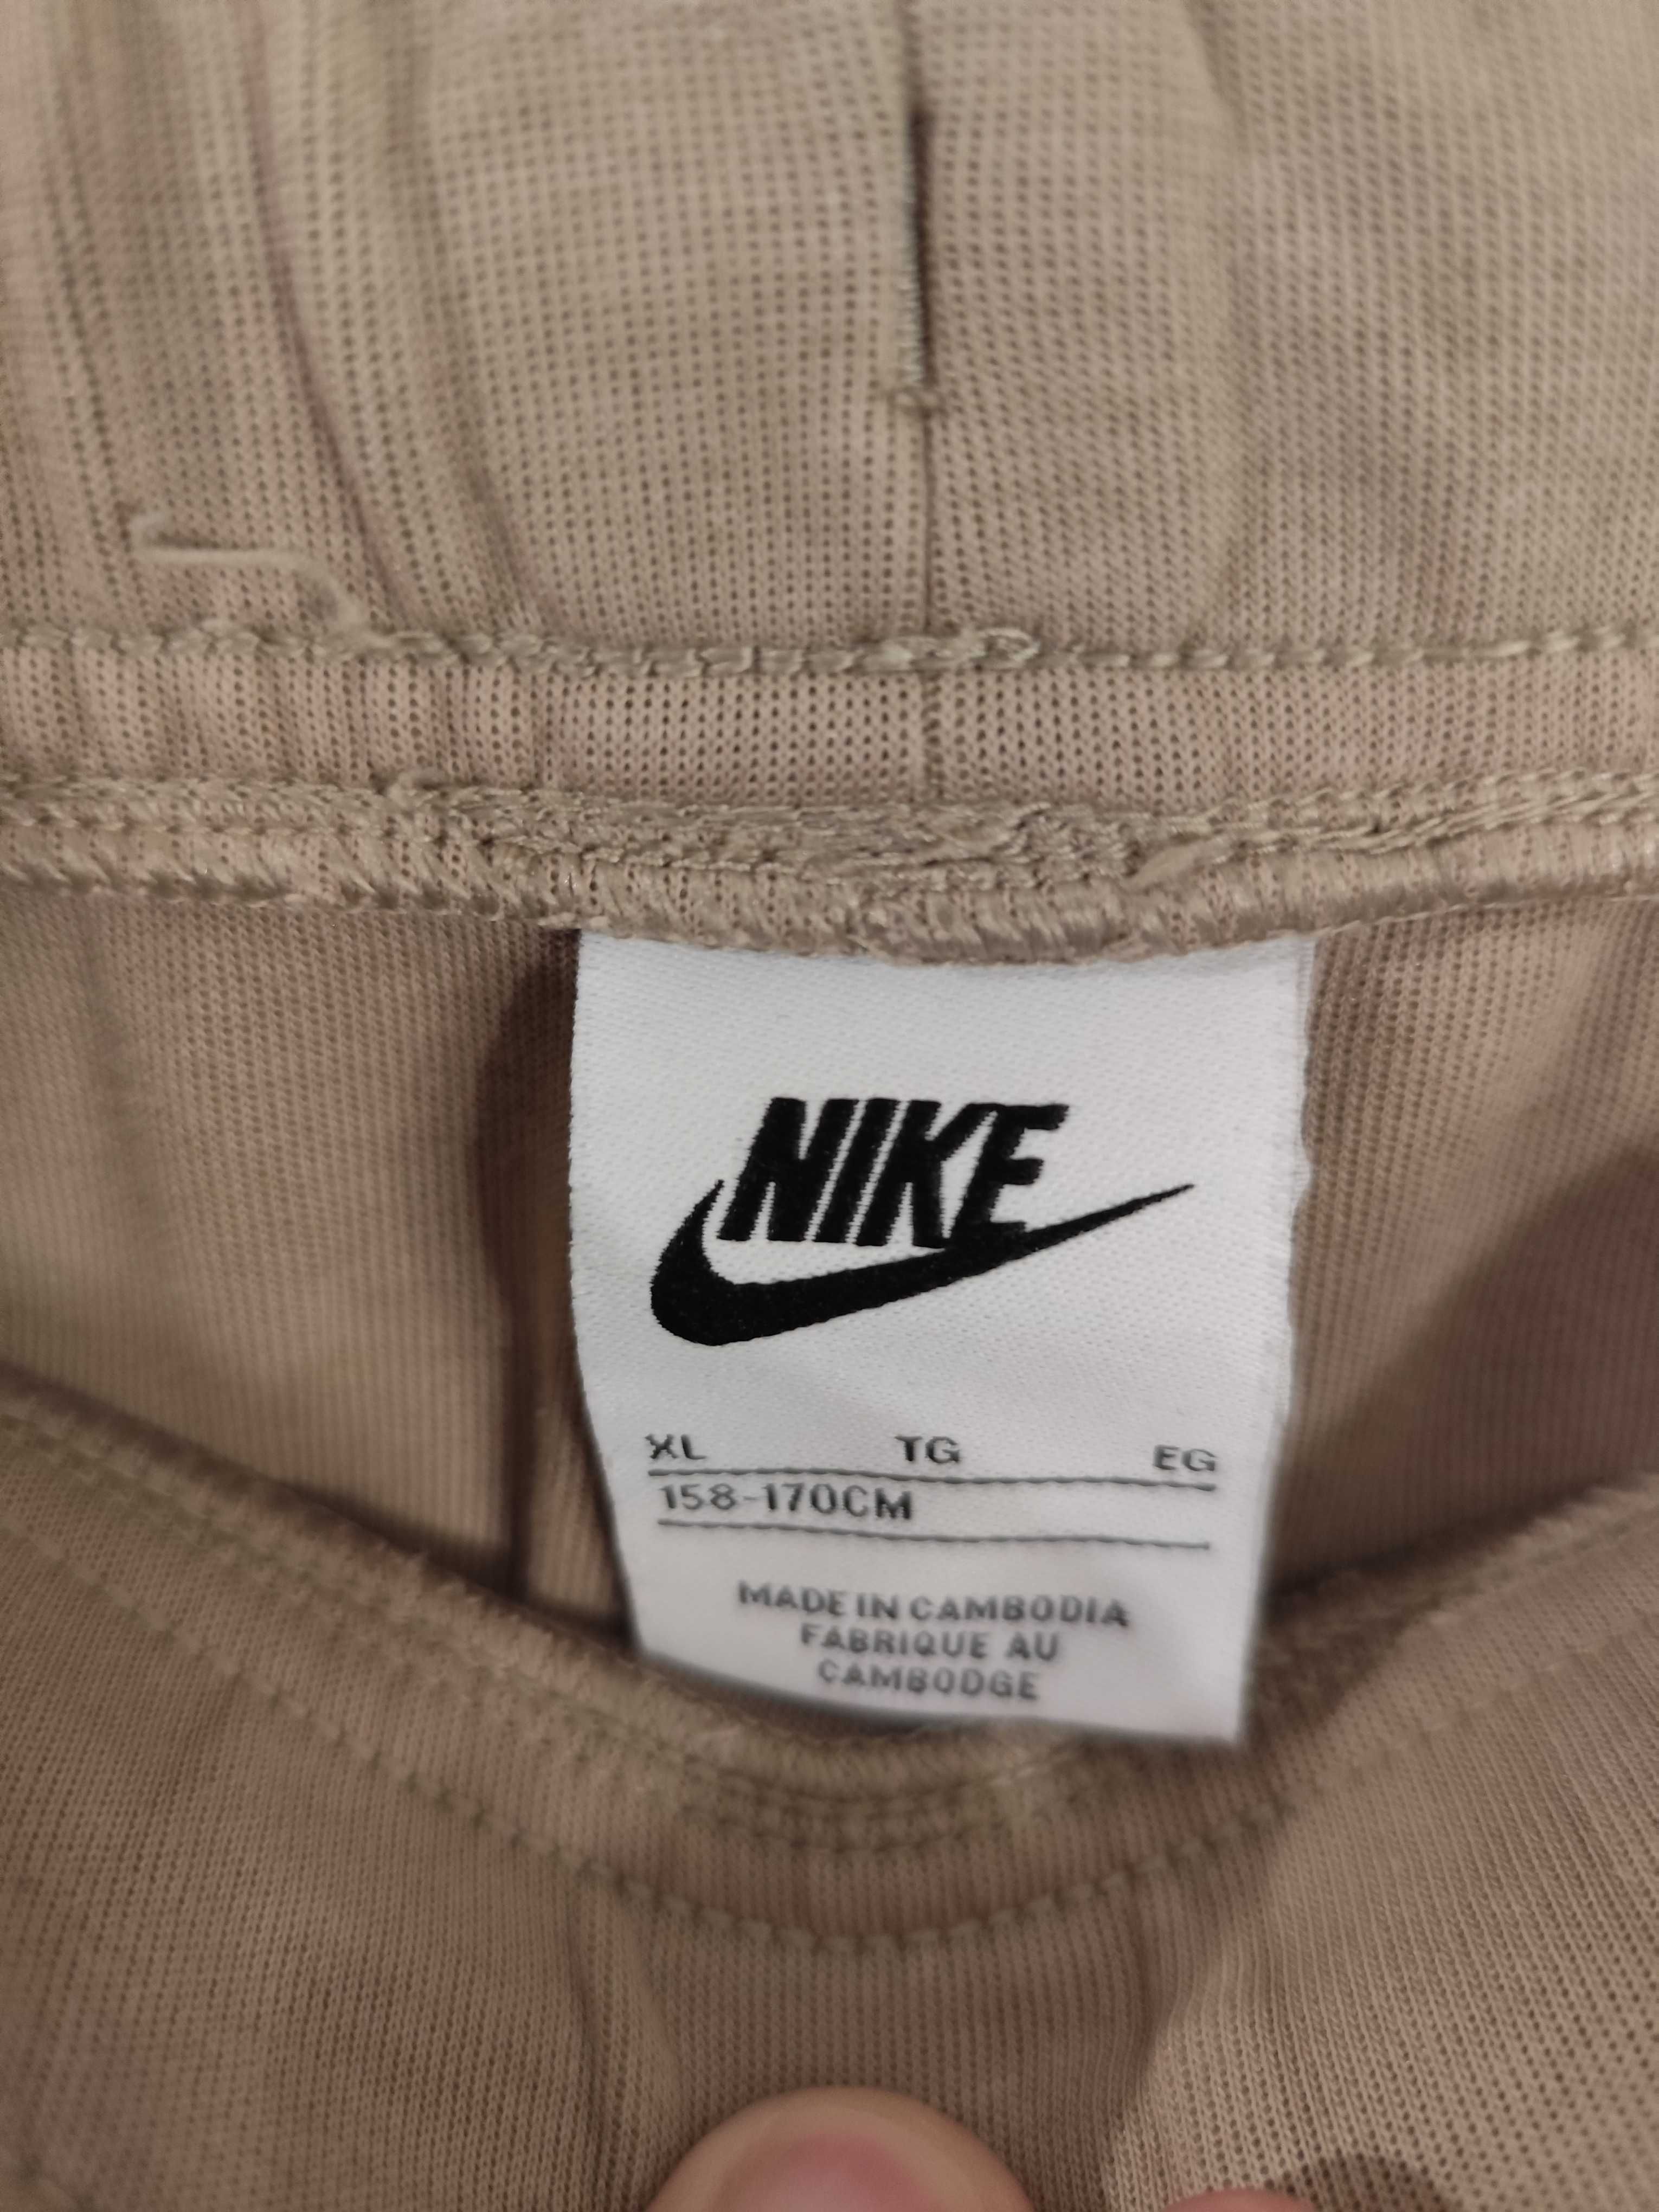 NIKE
XL TG EG
158-170CM
MADE IN CAMBODIA
FABRIQUE AU
CAMBODGE